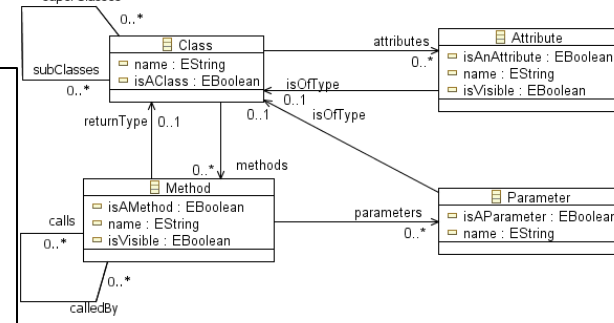 0..*
Class
name : EString
isAClass : EBoolean
subClasses
0..*
attributes
0..*
Attribute
isAnAttribute : EBoolean
name : EString
isVisible : EBoolean
isOfType
0..1
0..1
isOfType
returnType
0..1
0..*
methods
Method
isAMethod : EBoolean
name : EString
isVisible : EBoolean
calls
0..*
0..*
calledBy
parameters
0..*
Parameter
isAParameter : EBoolean
name : EString